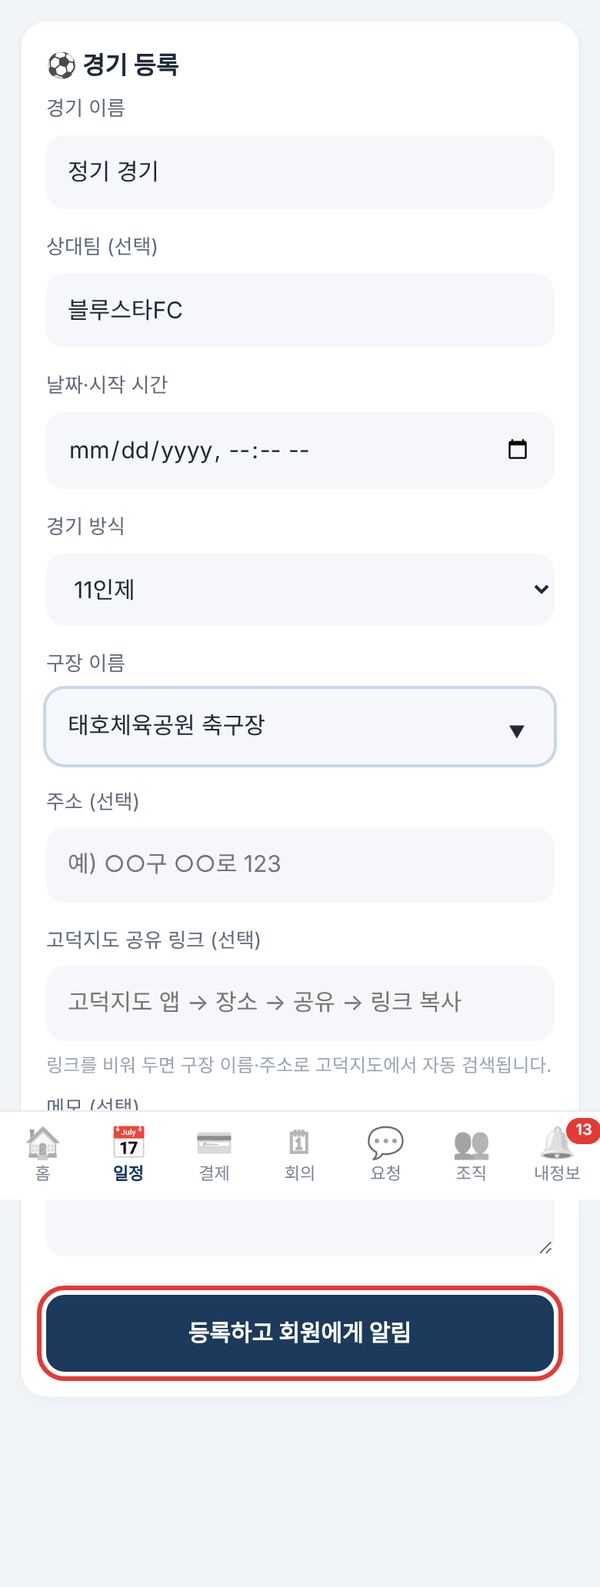 ⚽ 경기 등록
경기 이름
정기 경기
상대팀 (선택)
블루스타FC
날짜·시작 시간
mm/dd/yyyy, --:-- --
경기 방식
11인제
구장 이름
태호체육공원 축구장
주소 (선택)
예) ○○구 ○○로 123
고덕지도 공유 링크 (선택)
고덕지도 앱 → 장소 → 공유 → 링크 복사
링크를 비워 두면 구장 이름·주소로 고덕지도에서 자동 검색됩니다.
메모 (선택)
July
17
13
홈
일정
결제
회의
요청
조직
내정보
등록하고 회원에게 알림